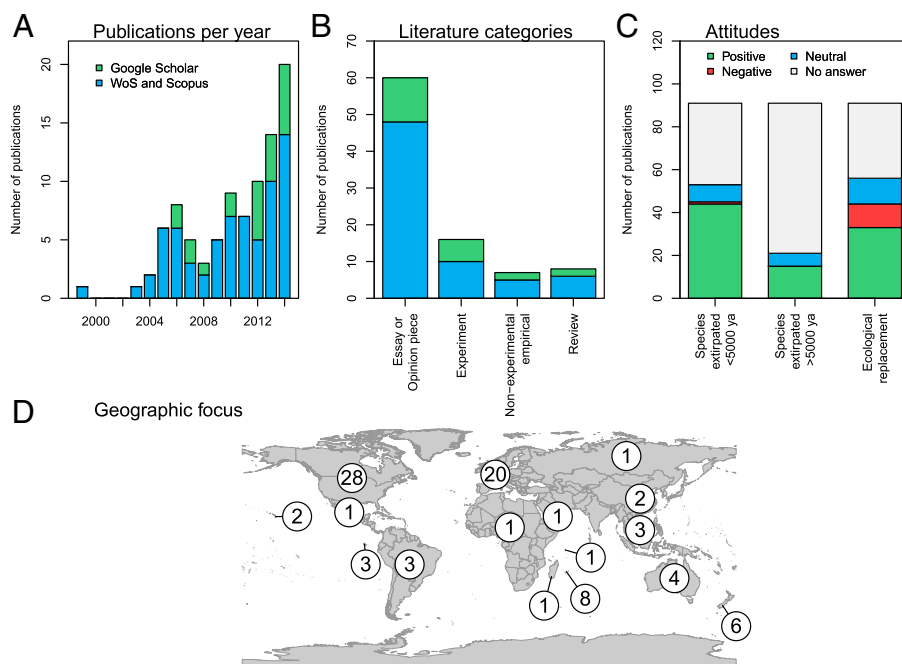 A Publications per year
Number of publications
20
15
10
5
0
Google Scholar
WoS and Scopus
2000 2004 2008 2012
B Literature categories
Number of publications
70
60
50
40
30
20
10
0
Essay or
Opinion piece
Experiment
Non-experimental
empirical
Review
C Attitudes
Number of publications
120
100
80
60
40
20
0
Positive Neutral
Negative No answer
Species
extirpated
<5000 ya
Species
extirpated
>5000 ya
Ecological
replacement
D Geographic focus
1
28 20
2
2 1 1 1 3
3 3 1 4
1 8
6